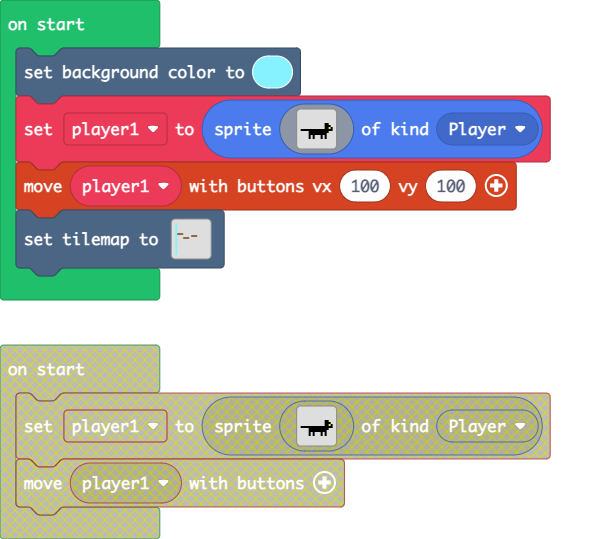 on start
set background color to
set player1 to sprite of kind Player
move player1 with buttons vx 100 vy 100
set tilemap to
on start
set player1 to sprite of kind Player
move player1 with buttons